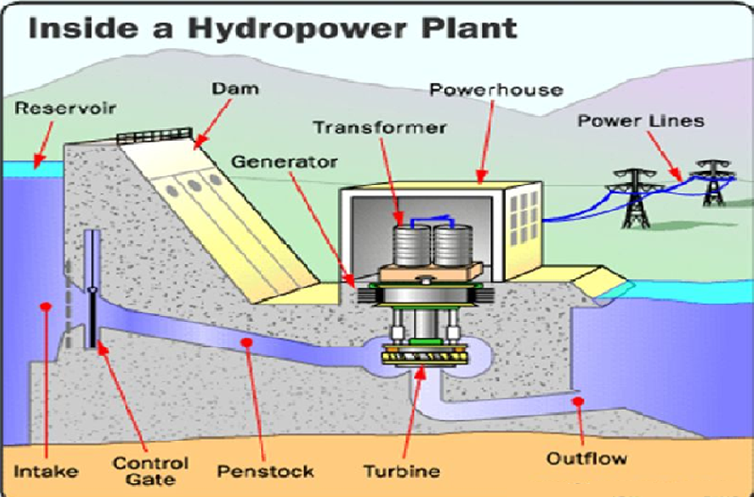 Inside a Hydropower Plant
Reservoir
Dam
Powerhouse
Transformer
Power Lines
Generator
Intake
Control
Gate
Penstock
Turbine
Outflow